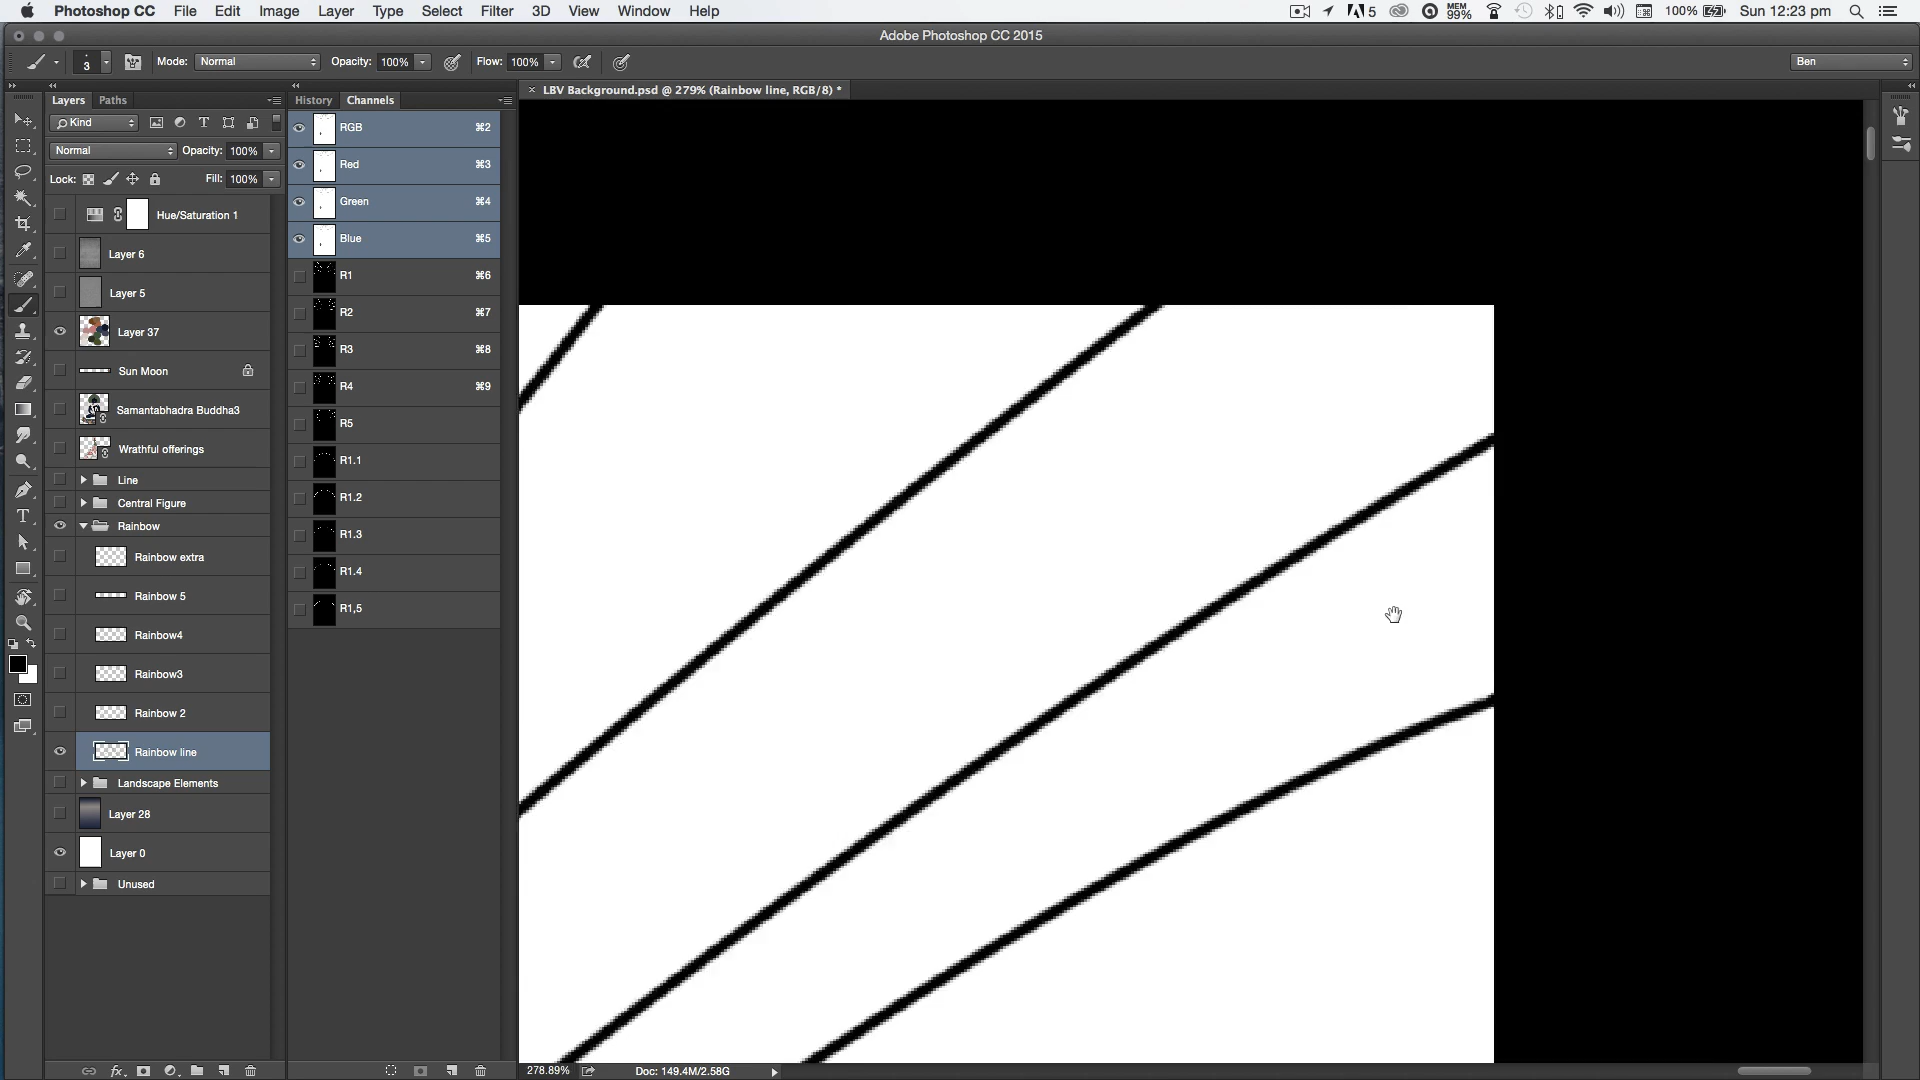 Photoshop CC File Edit Image Layer Type Select Filter 3D View Window Help 5 MEM 99% 100% Sun 12:23 pm
Adobe Photoshop CC 2015
3 Mode: Normal Opacity: 100% Flow: 100% Ben
Layers Paths
Kind
Normal Opacity: 100%
Lock: Fill: 100%
Hue/Saturation 1
Layer 6
Layer 5
Layer 37
Sun Moon
Samantabhadra Buddha3
Wrathful offerings
Line
Central Figure
Rainbow
Rainbow extra
Rainbow 5
Rainbow4
Rainbow3
Rainbow 2
Rainbow line
Landscape Elements
Layer 28
Layer 0
Unused
fx
History Channels
RGB ⌘2
Red ⌘3
Green ⌘4
Blue ⌘5
R1 ⌘6
R2 ⌘7
R3 ⌘8
R4 ⌘9
R5
R1.1
R1.2
R1.3
R1.4
R1,5
× LBV Background.psd @ 279% (Rainbow line, RGB/8) *
278.89% Doc: 149.4M/2.58G